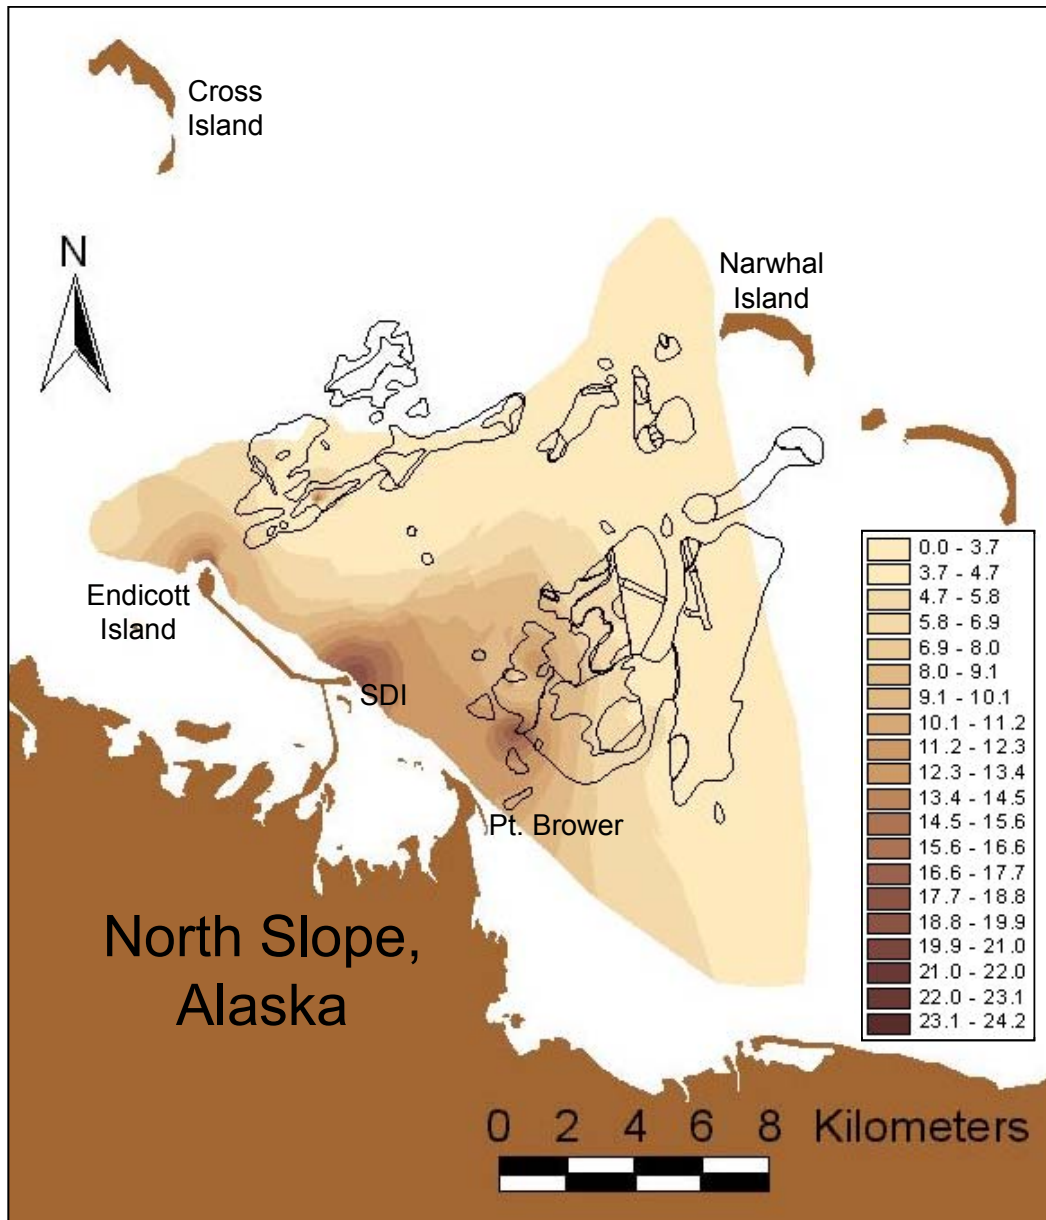 Cross
Island
N
Narwhal
Island
Endicott
Island
SDI
Pt. Brower
North Slope,
Alaska
0.0 - 3.7
3.7 - 4.7
4.7 - 5.8
5.8 - 6.9
6.9 - 8.0
8.0 - 9.1
9.1 - 10.1
10.1 - 11.2
11.2 - 12.3
12.3 - 13.4
13.4 - 14.5
14.5 - 15.6
15.6 - 16.6
16.6 - 17.7
17.7 - 18.8
18.8 - 19.9
19.9 - 21.0
21.0 - 22.0
22.0 - 23.1
23.1 - 24.2
0 2 4 6 8 Kilometers